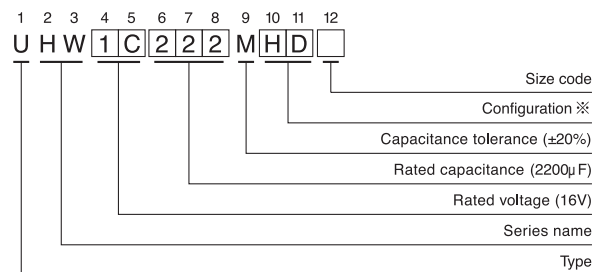 1 2 3 4 5 6 7 8 9 10 11 12
U H W 1 C 2 2 2 M H D
Size code
Configuration ※
Capacitance tolerance (±20%)
Rated capacitance (2200µF)
Rated voltage (16V)
Series name
Type